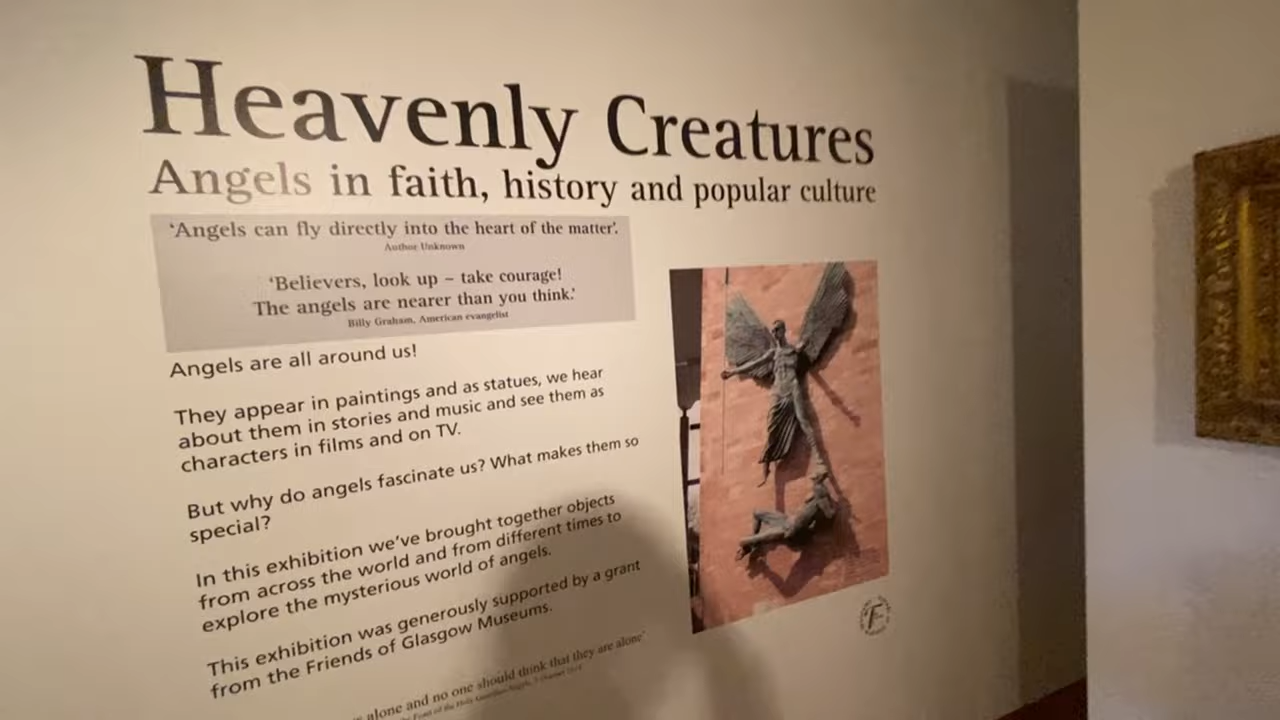 Heavenly Creatures
Angels in faith, history and popular culture
‘Angels can fly directly into the heart of the matter’.
Author Unknown
‘Believers, look up – take courage!
The angels are nearer than you think.’
Billy Graham, American evangelist
Angels are all around us!
They appear in paintings and as statues, we hear
about them in stories and music and see them as
characters in films and on TV.
But why do angels fascinate us? What makes them so
special?
In this exhibition we’ve brought together objects
from across the world and from different times to
explore the mysterious world of angels.
This exhibition was generously supported by a grant
from the Friends of Glasgow Museums.
alone and no one should think that they are alone’